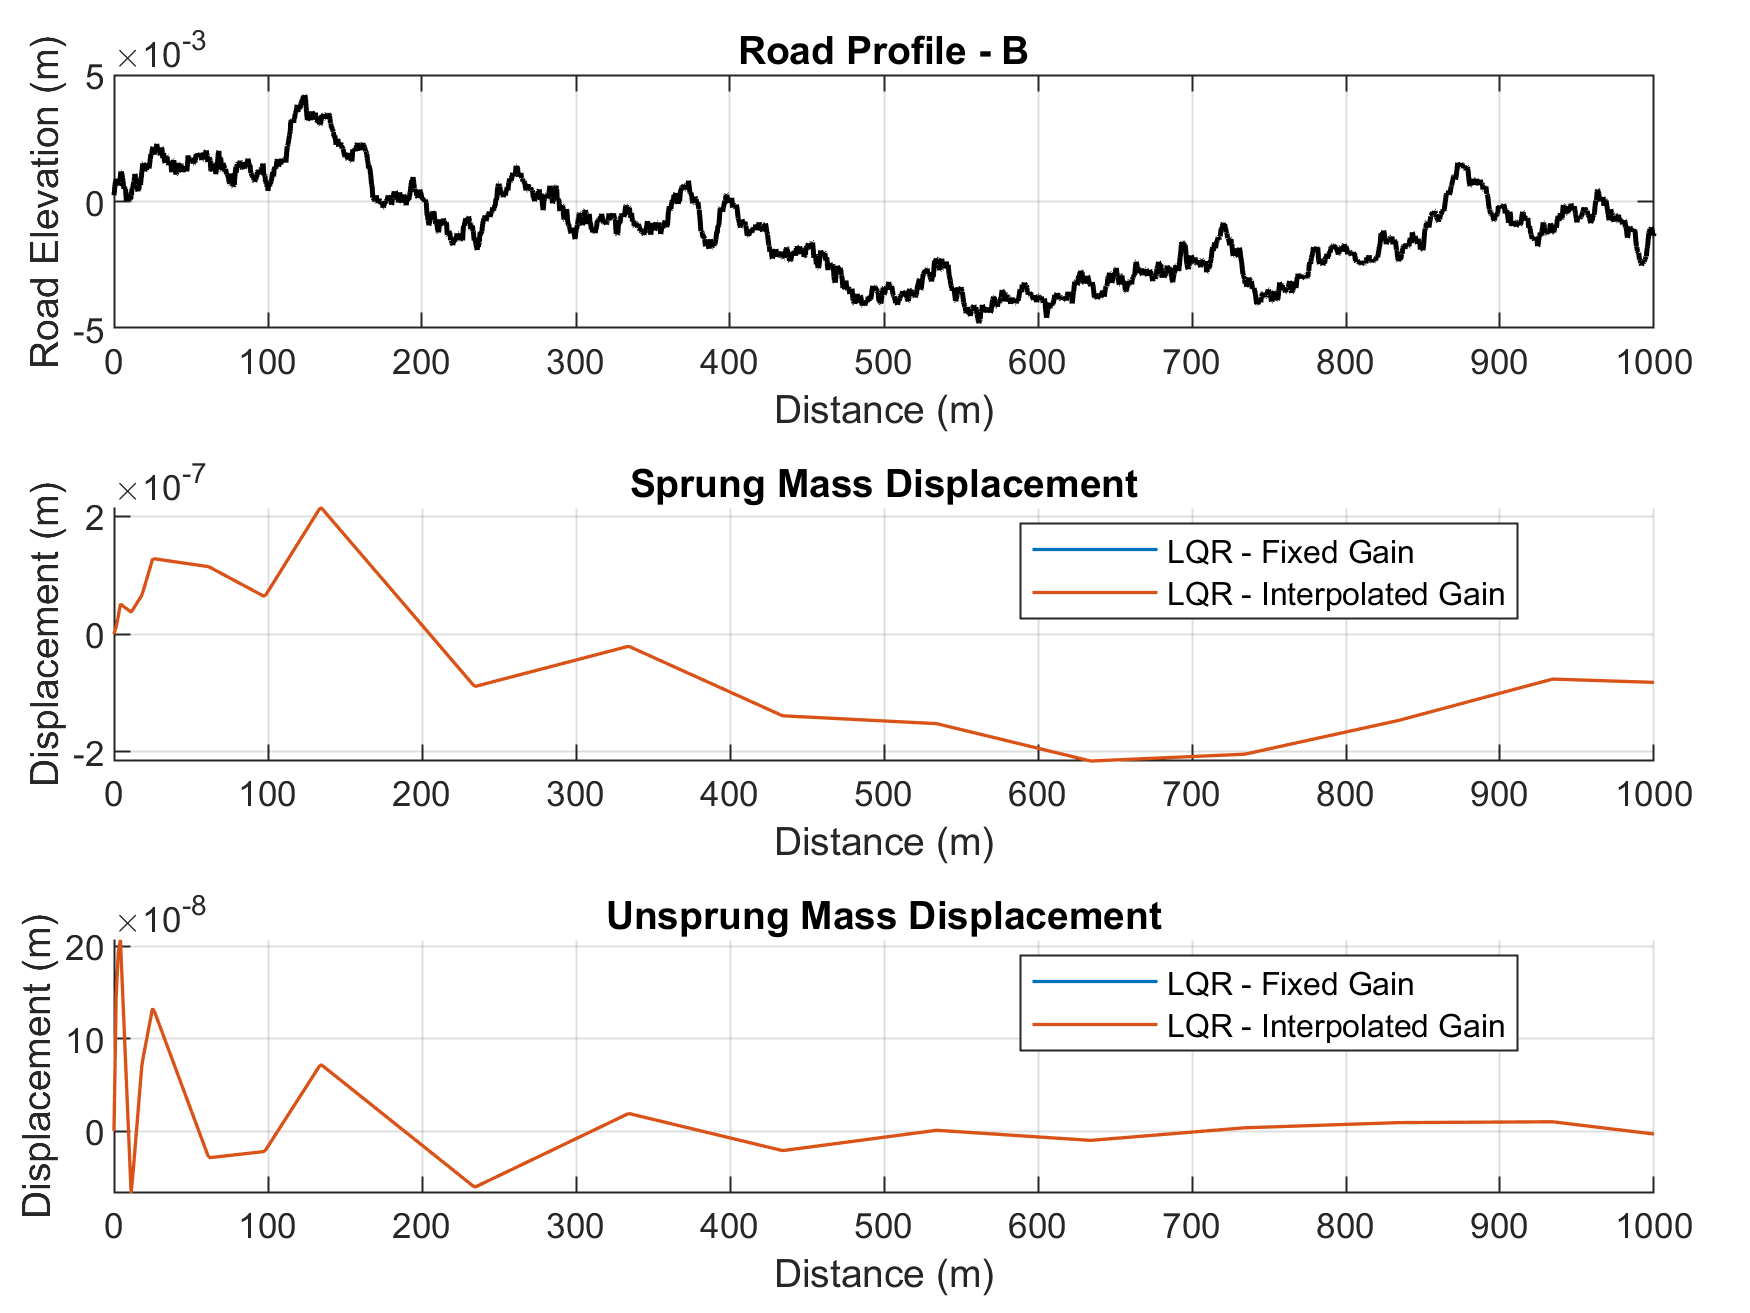 ×10-3
Road Profile - B
Road Elevation (m)
5
0
-5
0 100 200 300 400 500 600 700 800 900 1000
Distance (m)
×10-7
Sprung Mass Displacement
Displacement (m)
2
0
-2
LQR - Fixed Gain
LQR - Interpolated Gain
0 100 200 300 400 500 600 700 800 900 1000
Distance (m)
×10-8
Unsprung Mass Displacement
Displacement (m)
20
10
0
LQR - Fixed Gain
LQR - Interpolated Gain
0 100 200 300 400 500 600 700 800 900 1000
Distance (m)